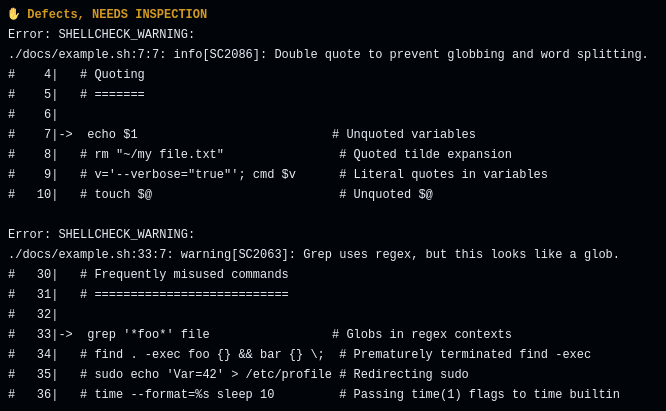 ✋ Defects, NEEDS INSPECTION
Error: SHELLCHECK_WARNING:
./docs/example.sh:7:7: info[SC2086]: Double quote to prevent globbing and word splitting.
#    4|   # Quoting
#    5|   # =======
#    6|
#    7|->  echo $1                           # Unquoted variables
#    8|   # rm "~/my file.txt"                # Quoted tilde expansion
#    9|   # v='--verbose="true"'; cmd $v      # Literal quotes in variables
#   10|   # touch $@                          # Unquoted $@

Error: SHELLCHECK_WARNING:
./docs/example.sh:33:7: warning[SC2063]: Grep uses regex, but this looks like a glob.
#   30|   # Frequently misused commands
#   31|   # ===========================
#   32|
#   33|->  grep '*foo*' file                 # Globs in regex contexts
#   34|   # find . -exec foo {} && bar {} \;  # Prematurely terminated find -exec
#   35|   # sudo echo 'Var=42' > /etc/profile # Redirecting sudo
#   36|   # time --format=%s sleep 10         # Passing time(1) flags to time builtin